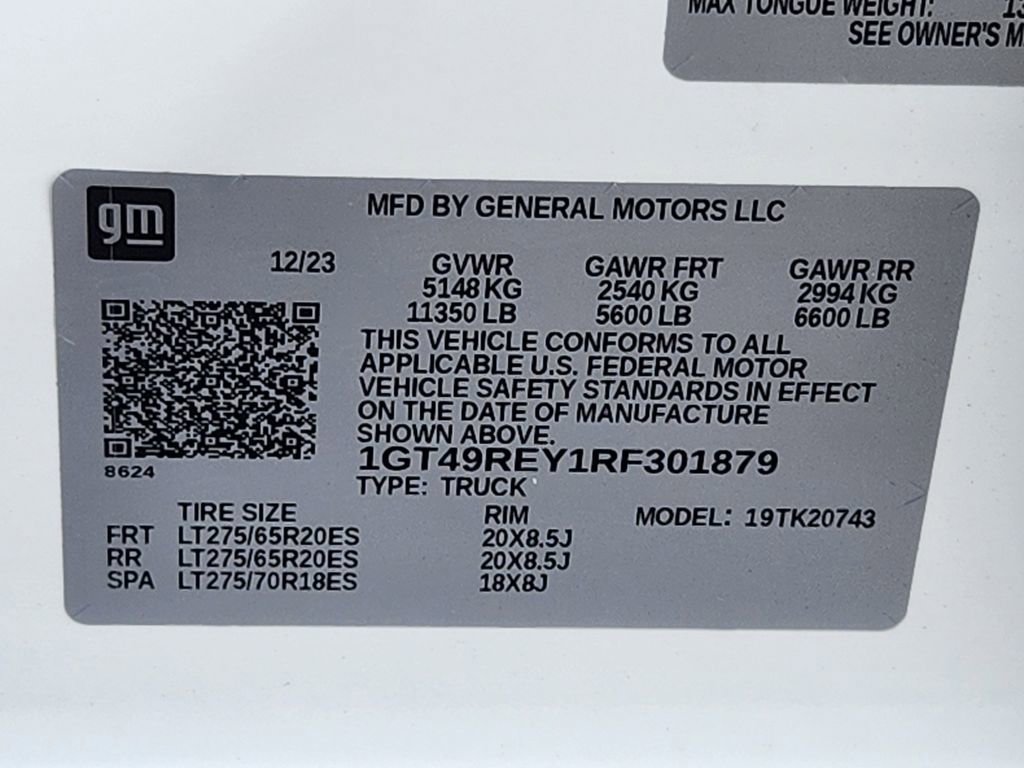 MAX TONGUE WEIGHT: 13
SEE OWNER'S M
gm
MFD BY GENERAL MOTORS LLC
12/23 GVWR GAWR FRT GAWR RR
5148 KG 2540 KG 2994 KG
11350 LB 5600 LB 6600 LB
THIS VEHICLE CONFORMS TO ALL
APPLICABLE U.S. FEDERAL MOTOR
VEHICLE SAFETY STANDARDS IN EFFECT
ON THE DATE OF MANUFACTURE
SHOWN ABOVE.
8624
1GT49REY1RF301879
TYPE: TRUCK
TIRE SIZE RIM MODEL: 19TK20743
FRT LT275/65R20ES 20X8.5J
RR LT275/65R20ES 20X8.5J
SPA LT275/70R18ES 18X8J